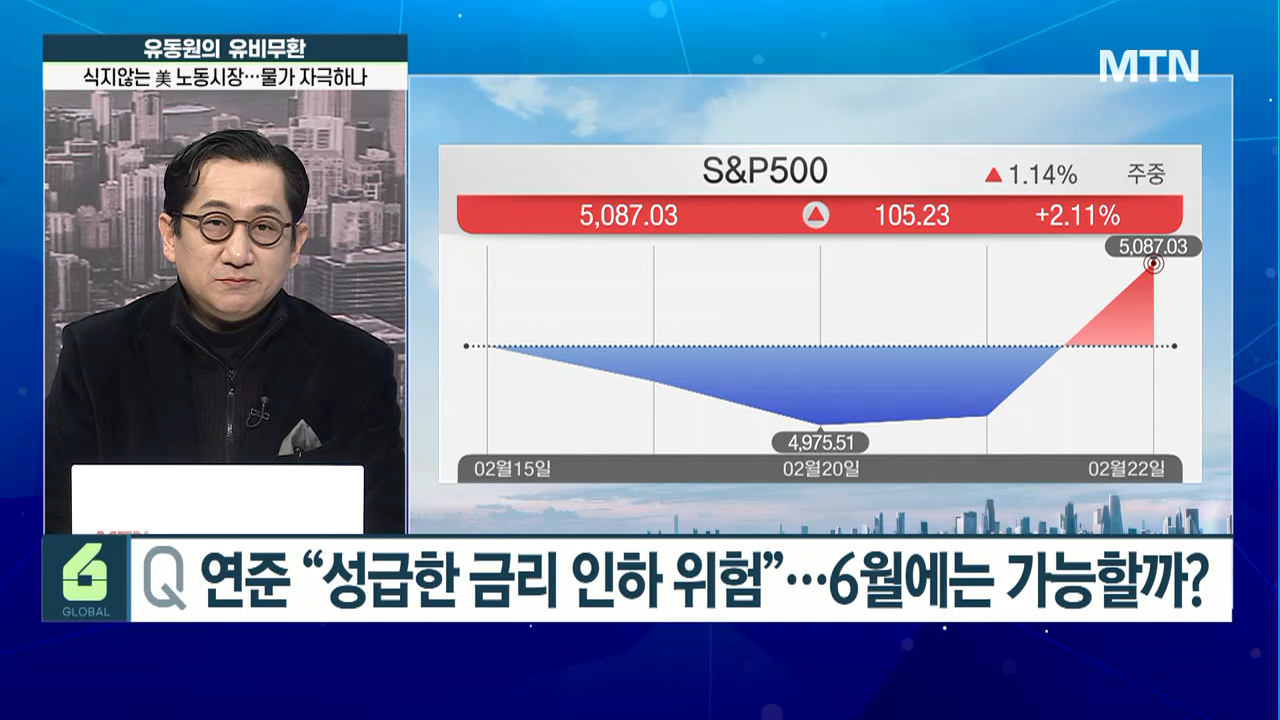 유동원의 유비무환
식지않는 美 노동시장…물가 자극하나
MTN
S&P500
▲ 1.14% 주중
5,087.03 ▲ 105.23 +2.11%
5,087.03
4,975.51
02월15일 02월20일 02월22일
MTN
6
GLOBAL
Q 연준 “성급한 금리 인하 위험”…6월에는 가능할까?